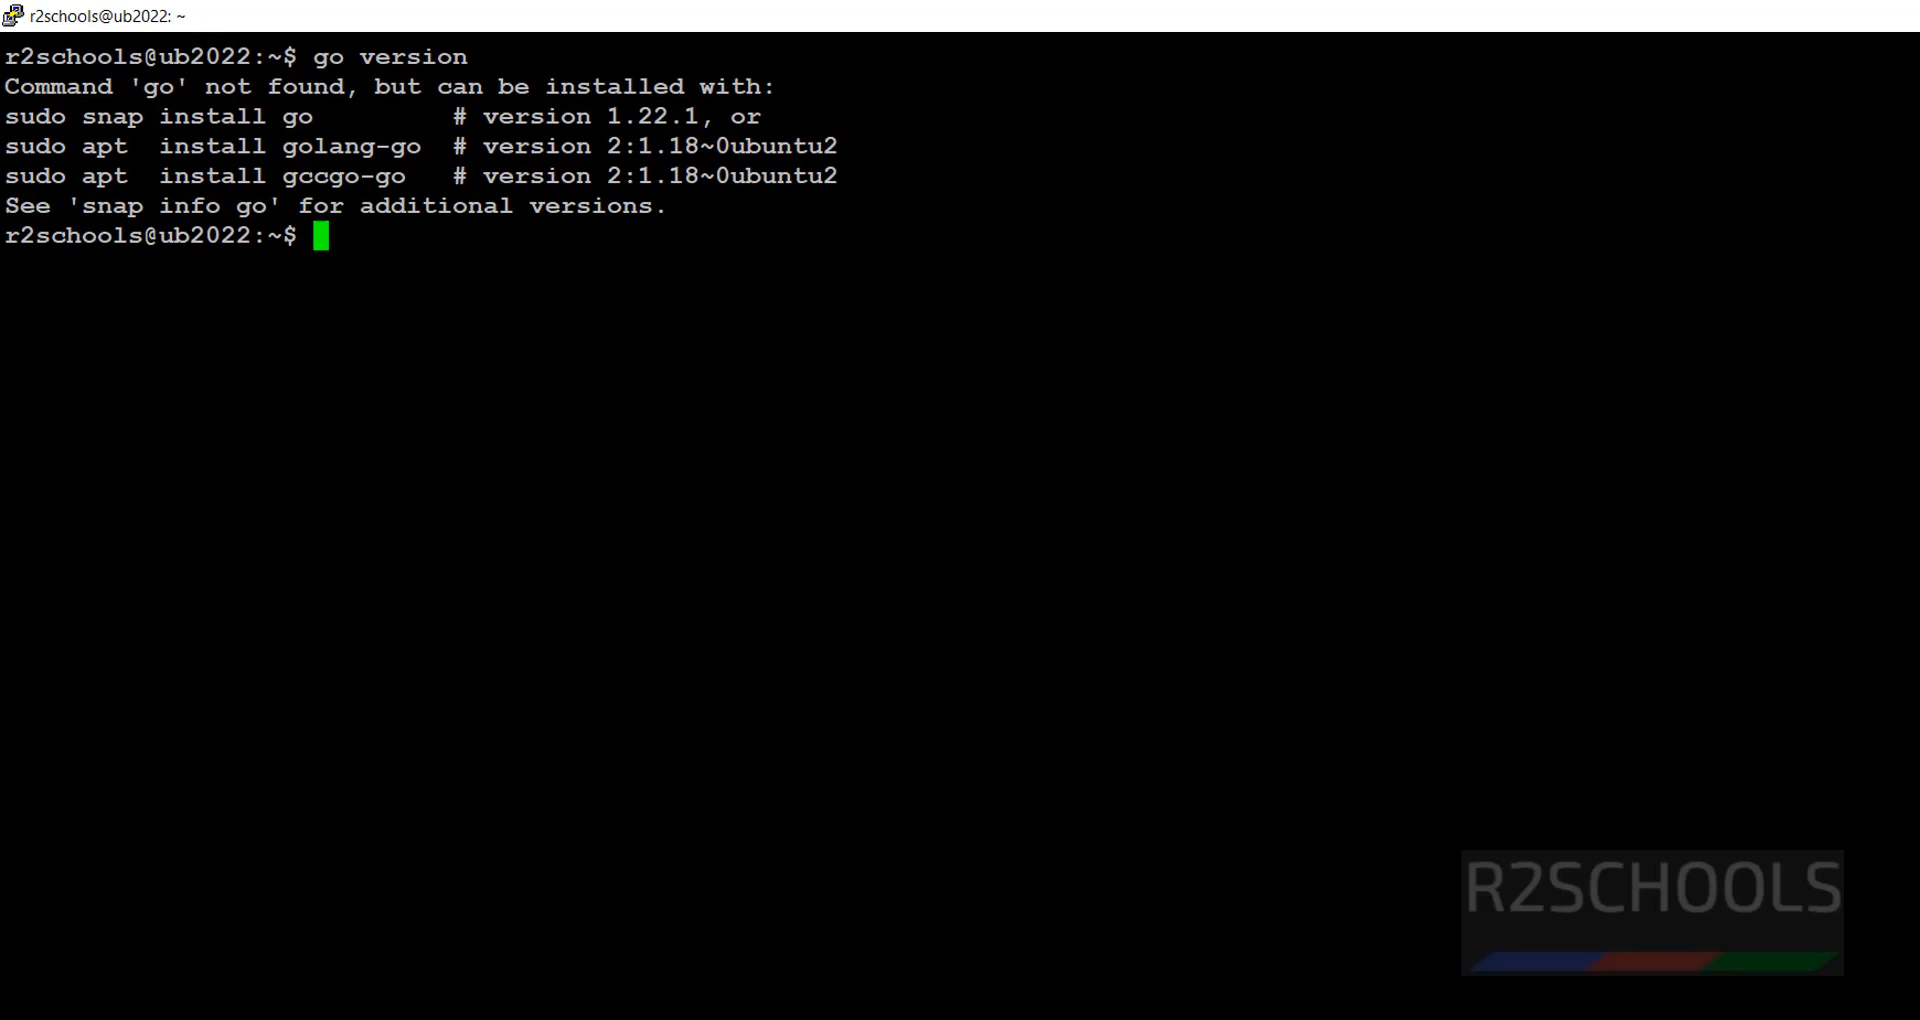 r2schools@ub2022: ~
r2schools@ub2022:~$ go version
Command 'go' not found, but can be installed with:
sudo snap install go         # version 1.22.1, or
sudo apt  install golang-go  # version 2:1.18~0ubuntu2
sudo apt  install gccgo-go   # version 2:1.18~0ubuntu2
See 'snap info go' for additional versions.
r2schools@ub2022:~$
R2SCHOOLS